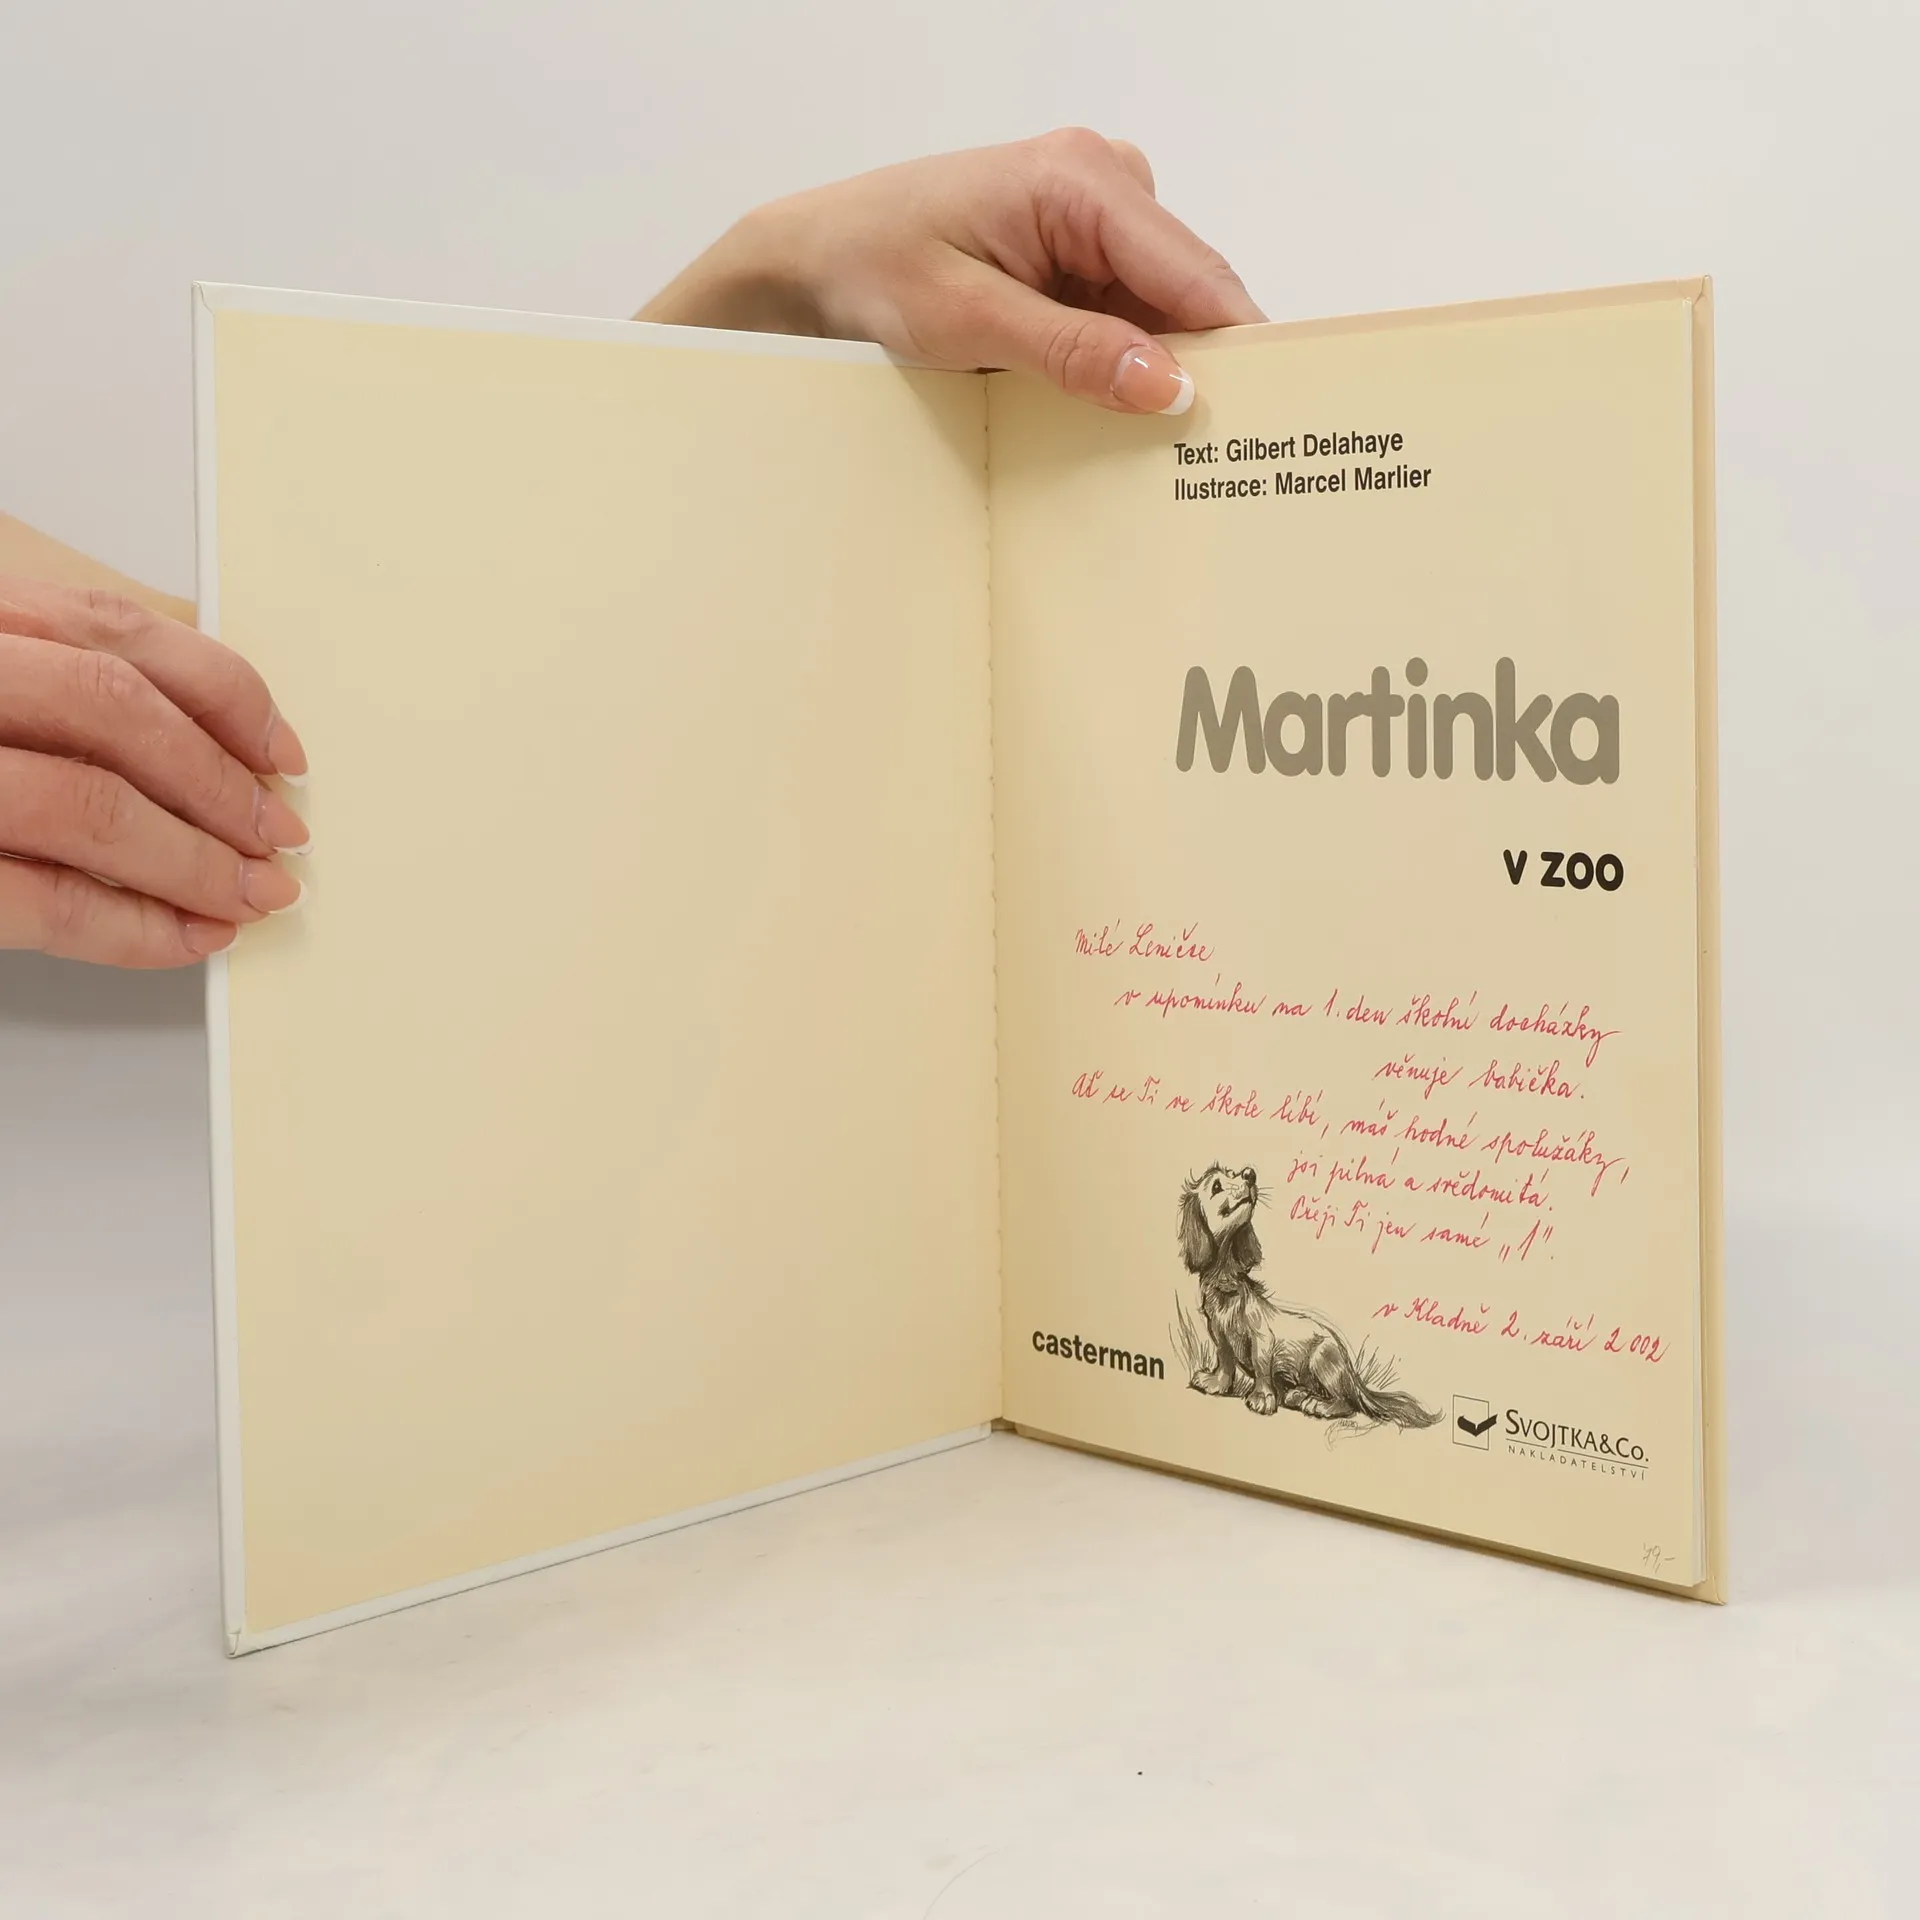 Text: Gilbert Delahaye
Ilustrace: Marcel Marlier
Martinka
v zoo
Milé Leničce
v upomínku na 1. den školní docházky
věnuje babička.
Ať se Ti ve škole líbí, máš hodné spolužáky,
jsi pilná a svědomitá.
Přeji Ti jen samé „1".
v Kladně 2. září 2002
casterman
SVOJTKA&CO.
NAKLADATELSTVÍ
79,-